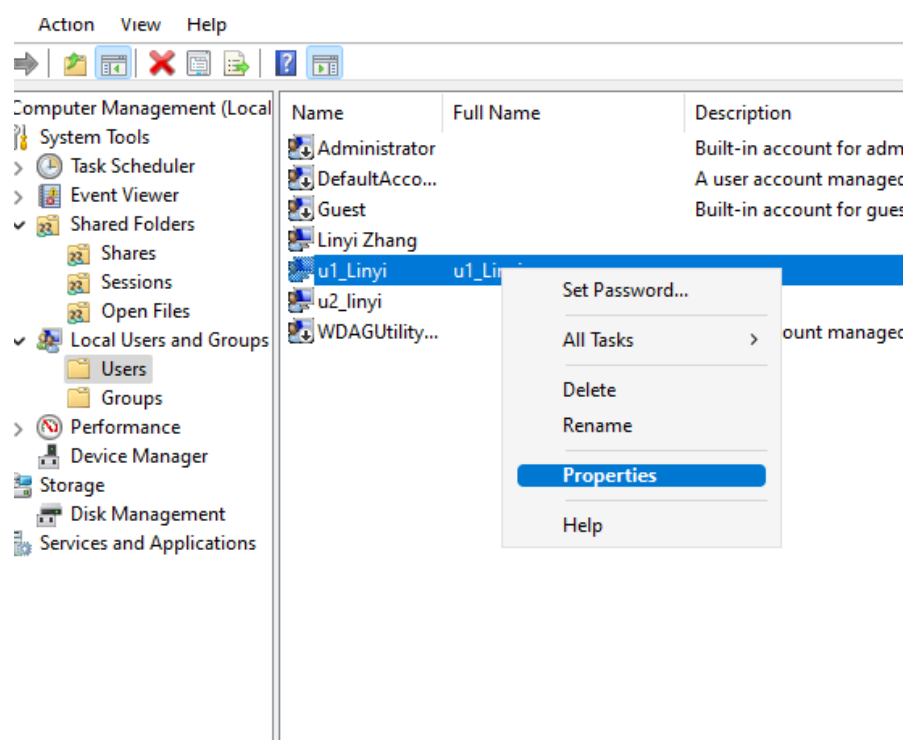 Action View Help
Computer Management (Local
System Tools
Task Scheduler
Event Viewer
Shared Folders
Shares
Sessions
Open Files
Local Users and Groups
Users
Groups
Performance
Device Manager
Storage
Disk Management
Services and Applications
Name Full Name Description
Administrator Built-in account for adm
DefaultAcco... A user account managed
Guest Built-in account for gues
Linyi Zhang
u1_Linyi u1_Lin
u2_linyi
WDAGUtility... ount managed
Set Password...
All Tasks
Delete
Rename
Properties
Help